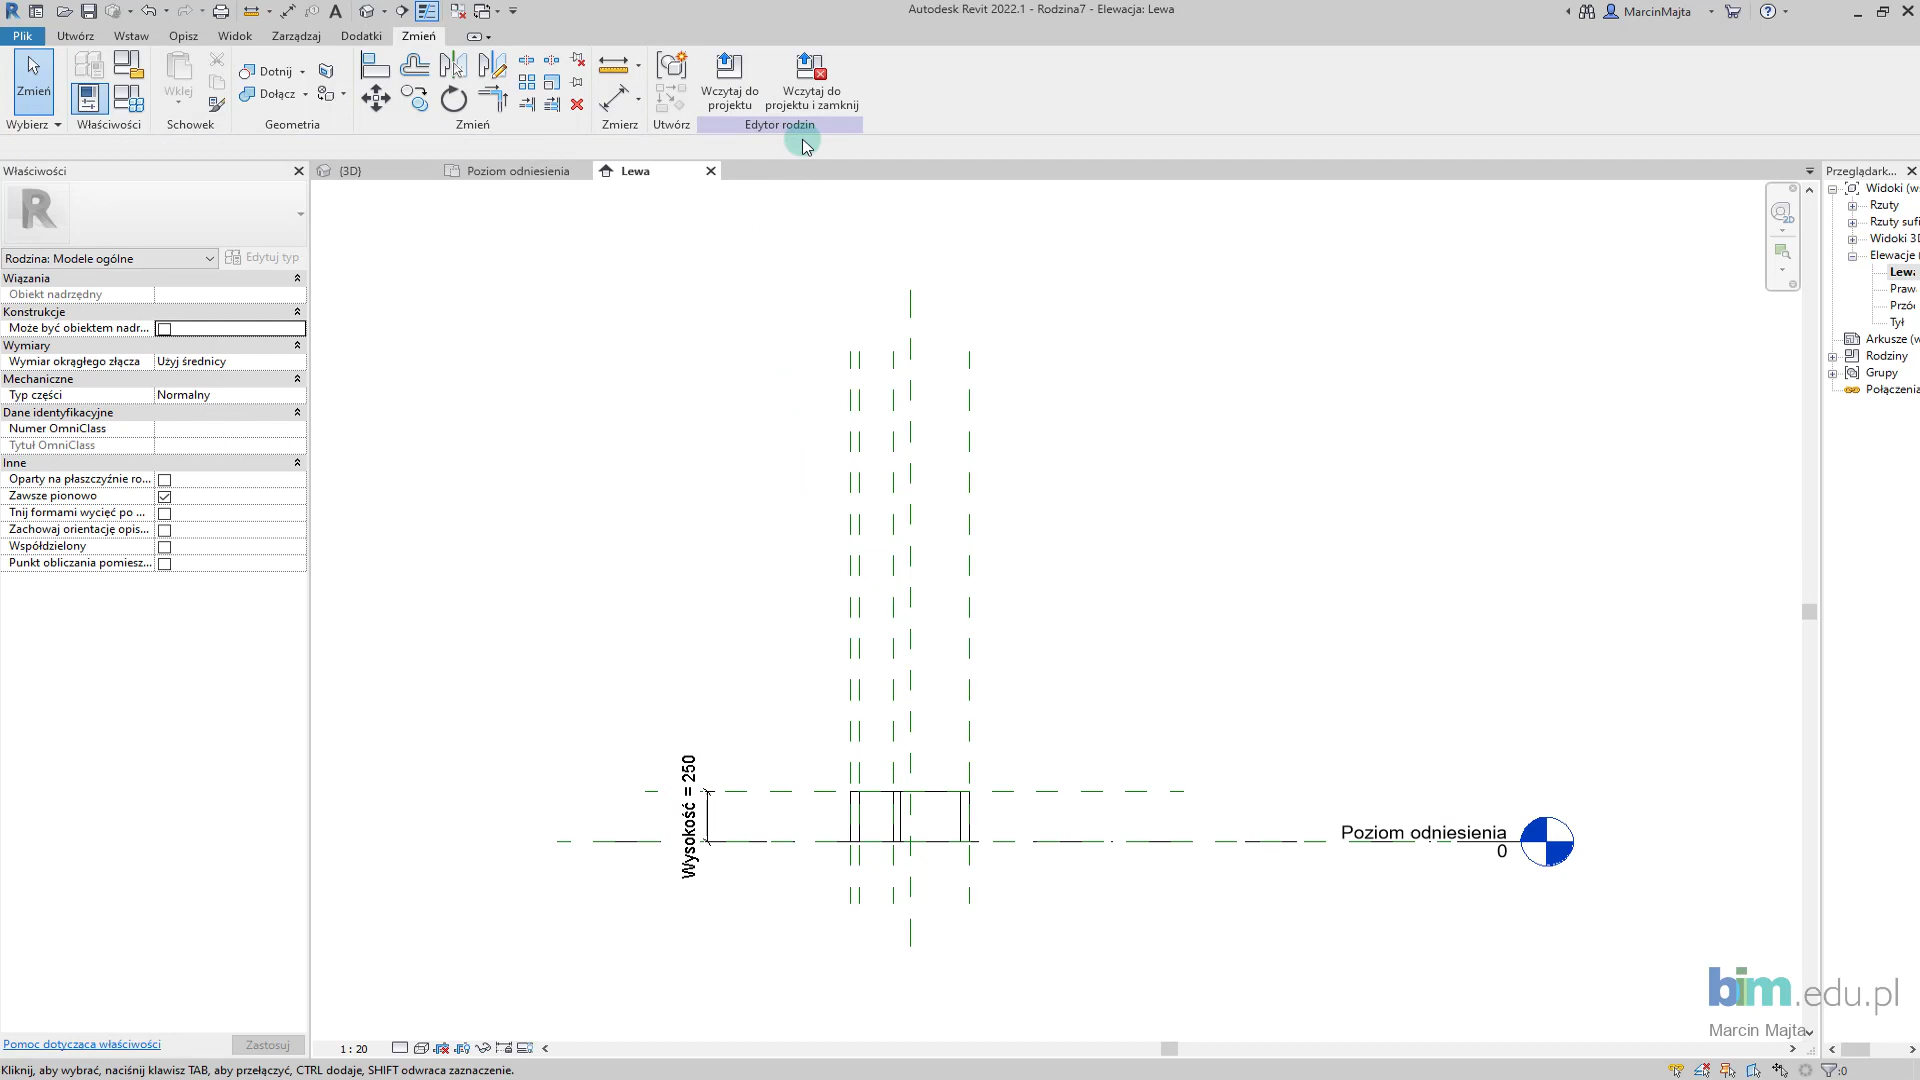 Autodesk Revit 2022.1 - Rodzina7 - Elewacja: Lewa
MarcinMajta
Plik
Utwórz
Wstaw
Opisz
Widok
Zarządzaj
Dodatki
Zmień
Zmień
Wklej
Dotnij
Dołącz
Wczytaj do
projektu
Wczytaj do
projektu i zamknij
Wybierz
Właściwości
Schowek
Geometria
Zmień
Zmierz
Utwórz
Edytor rodzin
Właściwości
(3D)
Poziom odniesienia
Lewa
Przeglądark...
R
Rodzina: Modele ogólne
Edytuj typ
Wiązania
Obiekt nadrzędny
Konstrukcje
Może być obiektem nadr...
Wymiary
Wymiar okrągłego złącza
Użyj średnicy
Mechaniczne
Typ części
Normalny
Dane identyfikacyjne
Numer OmniClass
Tytuł OmniClass
Inne
Oparty na płaszczyźnie ro...
Zawsze pionowo
Tnij formami wycięć po ...
Zachowaj orientację opis...
Współdzielony
Punkt obliczania pomiesz...
Widoki (w
Rzuty
Rzuty sufi
Widoki 3D
Elewacje (
Lewa
Praw
Przó
Tył
Arkusze (w
Rodziny
Grupy
Połączenia
2D
Wysokość = 250
Poziom odniesienia
0
bim.edu.pl
Marcin Majta
Pomoc dotycząca właściwości
Zastosuj
1 : 20
Kliknij, aby wybrać, naciśnij klawisz TAB, aby przełączyć, CTRL dodaje, SHIFT odwraca zaznaczenie.
:0